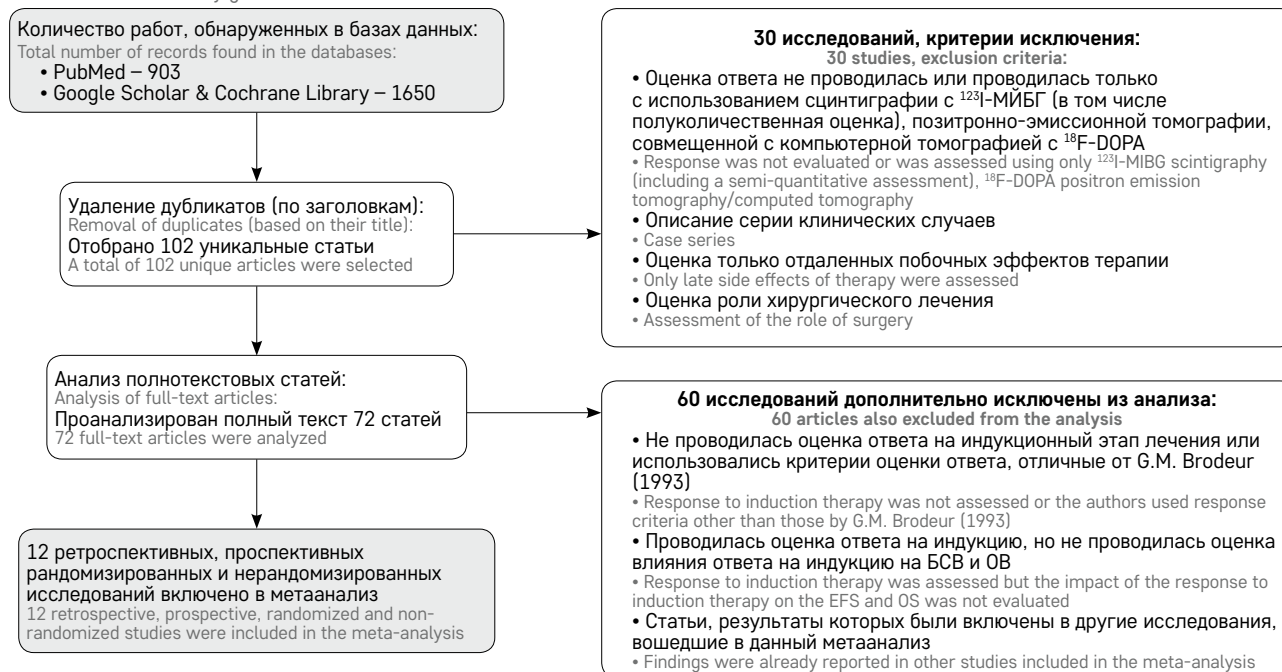 Количество работ, обнаруженных в базах данных:
Total number of records found in the databases:
• PubMed – 903
• Google Scholar & Cochrane Library – 1650
Удаление дубликатов (по заголовкам):
Removal of duplicates (based on their title):
Отобрано 102 уникальные статьи
A total of 102 unique articles were selected
Анализ полнотекстовых статей:
Analysis of full-text articles:
Проанализирован полный текст 72 статей
72 full-text articles were analyzed
12 ретроспективных, проспективных
рандомизированных и нерандомизированных
исследований включено в метаанализ
12 retrospective, prospective, randomized and non-
randomized studies were included in the meta-analysis
30 исследований, критерии исключения:
30 studies, exclusion criteria:
• Оценка ответа не проводилась или проводилась только
с использованием сцинтиграфии с ¹²³I-МЙБГ (в том числе
полуколичественная оценка), позитронно-эмиссионной томографии,
совмещенной с компьютерной томографией с ¹⁸F-DOPA
• Response was not evaluated or was assessed using only ¹²³I-MIBG scintigraphy
(including a semi-quantitative assessment), ¹⁸F-DOPA positron emission
tomography/computed tomography
• Описание серии клинических случаев
• Case series
• Оценка только отдаленных побочных эффектов терапии
• Only late side effects of therapy were assessed
• Оценка роли хирургического лечения
• Assessment of the role of surgery
60 исследований дополнительно исключены из анализа:
60 articles also excluded from the analysis
• Не проводилась оценка ответа на индукционный этап лечения или
использовались критерии оценки ответа, отличные от G.M. Brodeur
(1993)
• Response to induction therapy was not assessed or the authors used response
criteria other than those by G.M. Brodeur (1993)
• Проводилась оценка ответа на индукцию, но не проводилась оценка
влияния ответа на индукцию на БСВ и ОВ
• Response to induction therapy was assessed but the impact of the response to
induction therapy on the EFS and OS was not evaluated
• Статьи, результаты которых были включены в другие исследования,
вошедшие в данный метаанализ
• Findings were already reported in other studies included in the meta-analysis